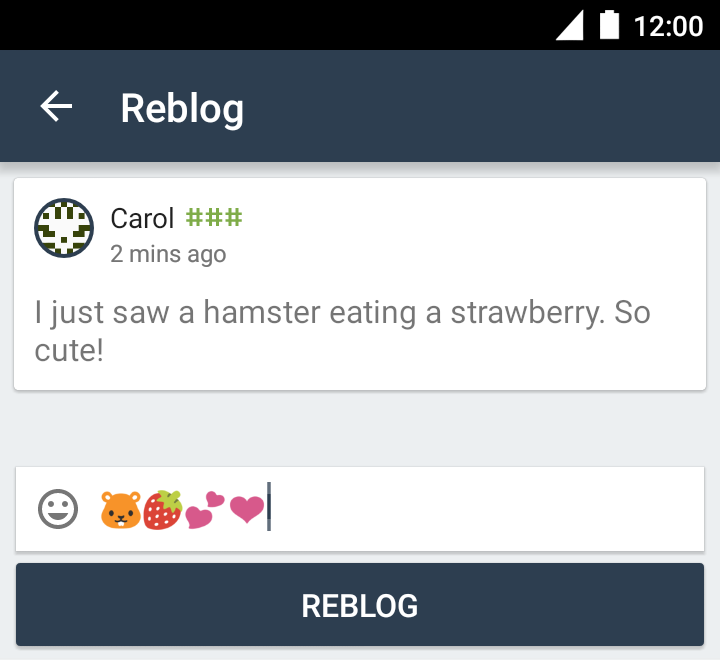 12:00
Reblog
Carol ###
2 mins ago
I just saw a hamster eating a strawberry. So
cute!
🐹🍓💕❤
REBLOG